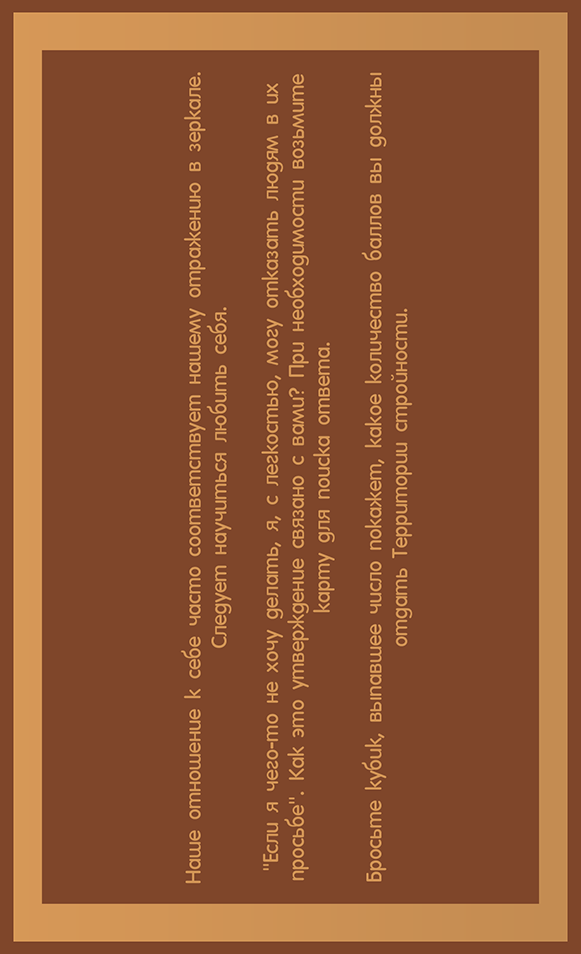 Наше отношение к себе часто соответствует нашему отражению в зеркале.
Следует научиться любить себя.
"Если я чего-то не хочу делать, я, с легкостью, могу отказать людям в их
просьбе". Как это утверждение связано с вами? При необходимости возьмите
карту для поиска ответа.
Бросьте кубик, выпавшее число покажет, какое количество баллов вы должны
отдать Территории стройности.